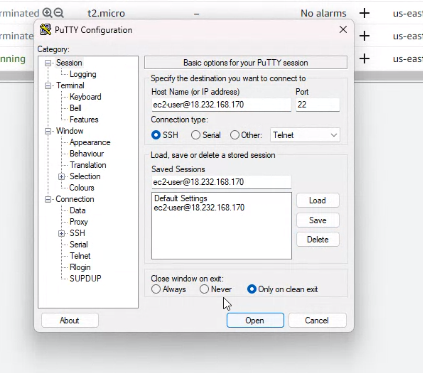 rminated t2.micro – No alarms + us-east
PuTTY Configuration
rminate + us-east
Category:
nning + us-east
Session
Logging
Terminal
Keyboard
Bell
Features
Window
Appearance
Behaviour
Translation
Selection
Colours
Connection
Data
Proxy
SSH
Serial
Telnet
Rlogin
SUPDUP
Basic options for your PuTTY session
Specify the destination you want to connect to
Host Name (or IP address) Port
ec2-user@18.232.168.170 22
Connection type:
SSH Serial Other: Telnet
Load, save or delete a stored session
Saved Sessions
ec2-user@18.232.168.170
Default Settings
ec2-user@18.232.168.170
Load
Save
Delete
Close window on exit:
Always Never Only on clean exit
About Open Cancel